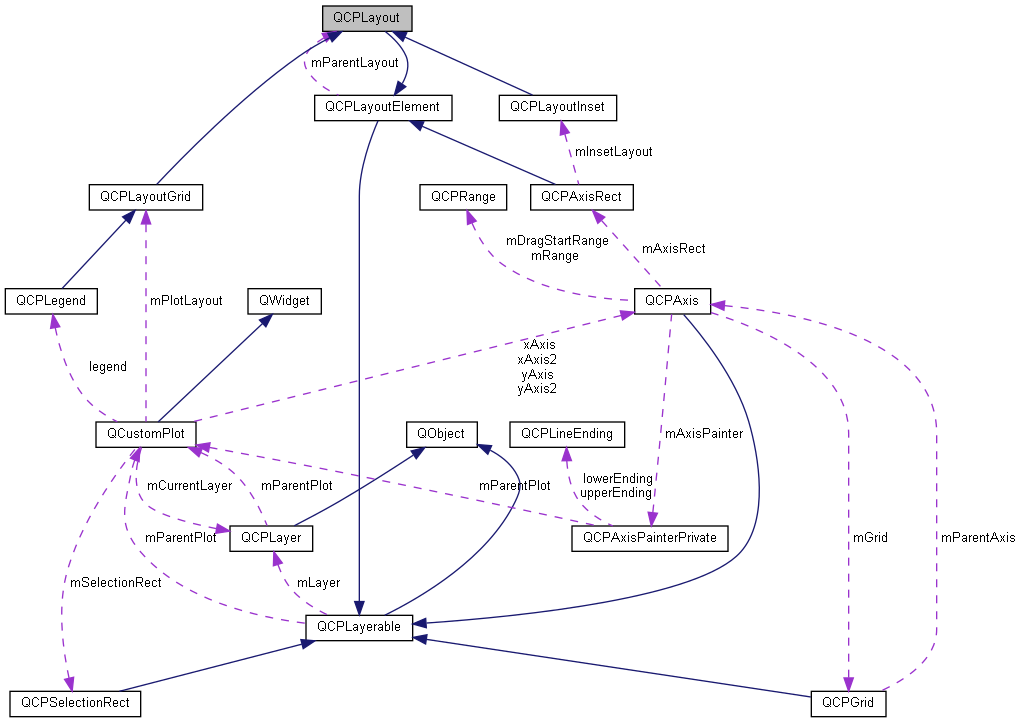 QCPLayout
mParentLayout
QCPLayoutElement
QCPLayoutInset
mInsetLayout
QCPLayoutGrid
QCPRange
QCPAxisRect
mDragStartRange
mRange
mAxisRect
QCPLegend
mPlotLayout
QWidget
QCPAxis
legend
xAxis
xAxis2
yAxis
yAxis2
QCustomPlot
QObject
QCPLineEnding
mAxisPainter
mCurrentLayer
mParentPlot
mParentPlot
lowerEnding
upperEnding
mParentPlot
QCPLayer
QCPAxisPainterPrivate
mGrid
mParentAxis
mSelectionRect
mLayer
QCPLayerable
QCPSelectionRect
QCPGrid